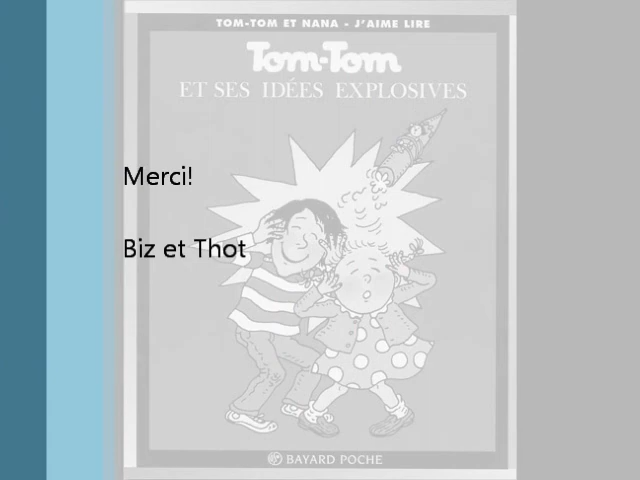 TOM-TOM ET NANA - J'AIME LIRE
Tom-Tom
ET SES IDÉES EXPLOSIVES
Merci!
Biz et Thot
BAYARD POCHE